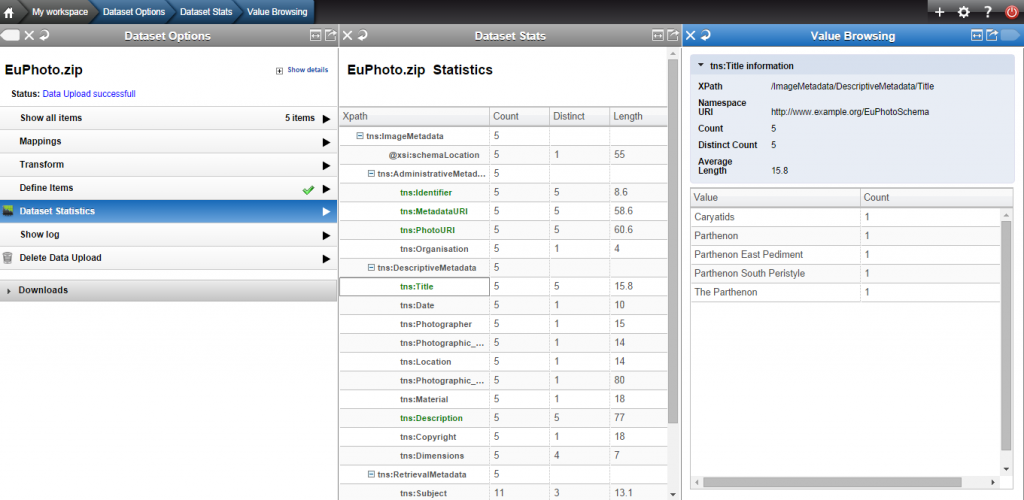 My workspace Dataset Options Dataset Stats Value Browsing + ?
Dataset Options
EuPhoto.zip Show details
Status: Data Upload successfull
Show all items 5 items
Mappings
Transform
Define Items
Dataset Statistics
Show log
Delete Data Upload
Downloads
Dataset Stats
EuPhoto.zip Statistics
Xpath Count Distinct Length
tns:ImageMetadata 5
@xsi:schemaLocation 5 1 55
tns:AdministrativeMetad... 5
tns:Identifier 5 5 8.6
tns:MetadataURI 5 5 58.6
tns:PhotoURI 5 5 60.6
tns:Organisation 5 1 4
tns:DescriptiveMetadata 5
tns:Title 5 5 15.8
tns:Date 5 1 10
tns:Photographer 5 1 15
tns:Photographic_... 5 1 14
tns:Location 5 1 14
tns:Photographic_... 5 1 80
tns:Material 5 1 18
tns:Description 5 5 77
tns:Copyright 5 1 18
tns:Dimensions 5 4 7
tns:RetrievalMetadata 5
tns:Subject 11 3 13.1
Value Browsing
tns:Title information
XPath /ImageMetadata/DescriptiveMetadata/Title
Namespace
URI http://www.example.org/EuPhotoSchema
Count 5
Distinct Count 5
Average
Length 15.8
Value Count
Caryatids 1
Parthenon 1
Parthenon East Pediment 1
Parthenon South Peristyle 1
The Parthenon 1